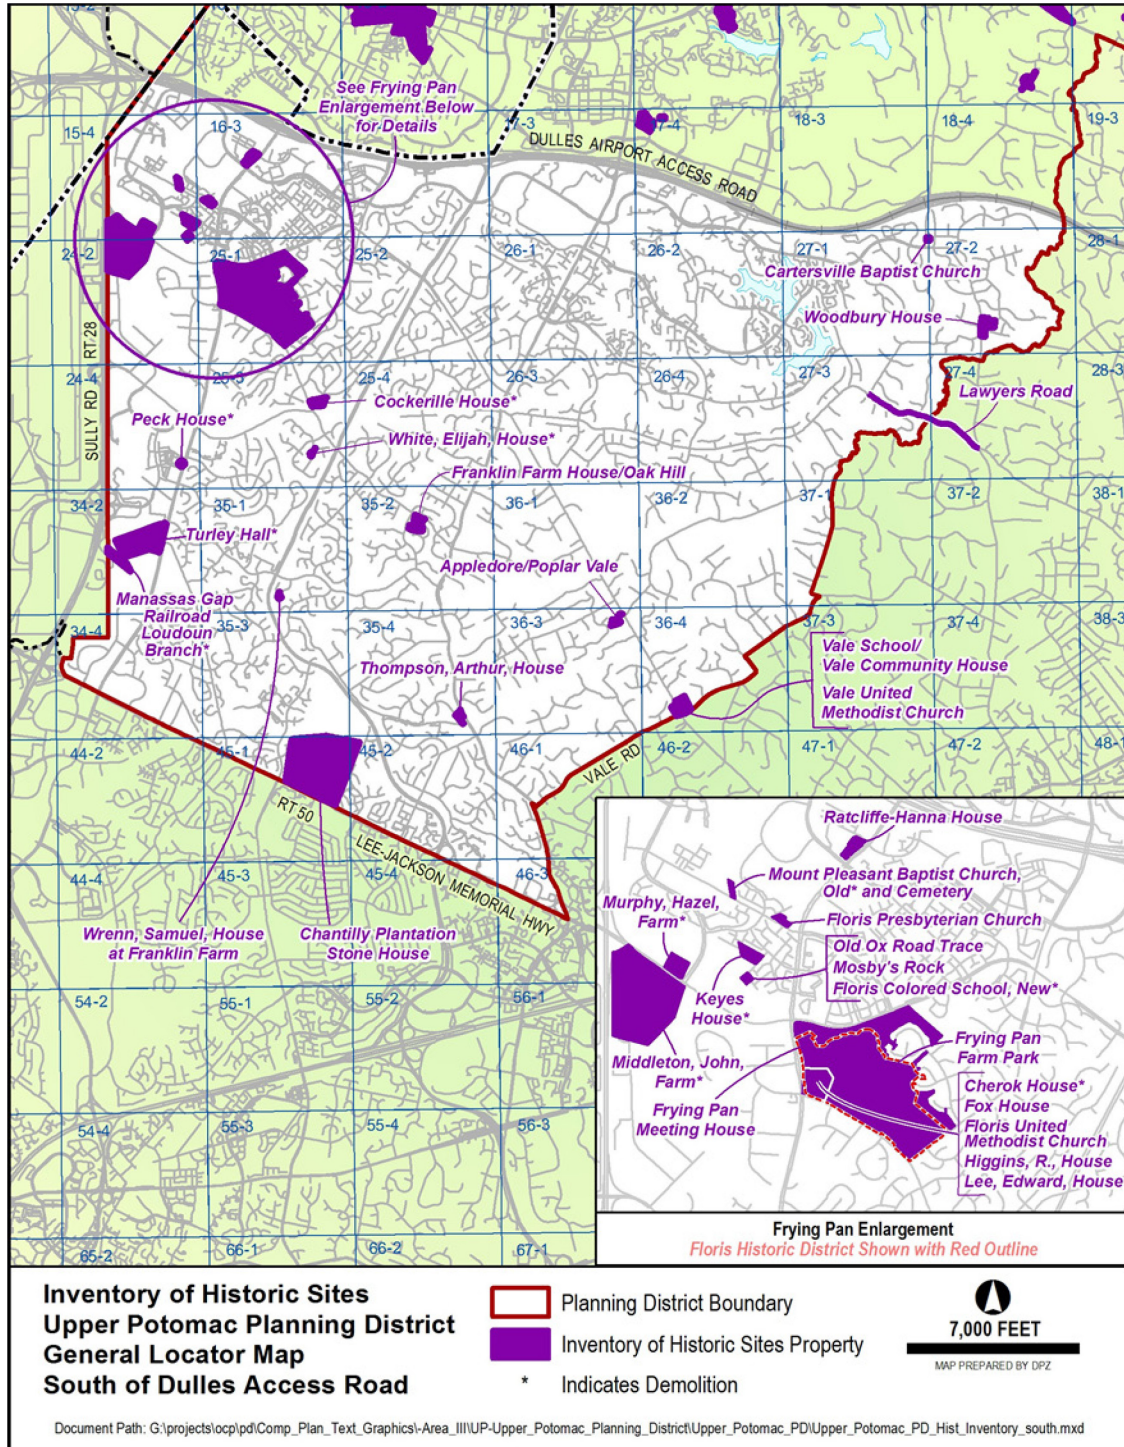 15-2
See Frying Pan
Enlargement Below
for Details
15-4
16-3
17-3
17-4
18-3
18-4
19-3
DULLES AIRPORT ACCESS ROAD
24-2
25-1
25-2
26-1
26-2
27-1
27-2
28-1
Cartersville Baptist Church
Woodbury House
SULLY RD RT 28
24-4
25-3
25-4
26-3
26-4
27-3
27-4
28-3
Lawyers Road
Cockerille House*
Peck House*
White, Elijah, House*
Franklin Farm House/Oak Hill
34-2
35-1
35-2
36-1
36-2
37-1
37-2
38-1
Turley Hall*
Appledore/Poplar Vale
Manassas Gap
Railroad
Loudoun
Branch*
34-4
35-3
35-4
36-3
36-4
37-3
37-4
38-3
Vale School/
Vale Community House
Vale United
Methodist Church
Thompson, Arthur, House
44-2
45-1
45-2
46-1
46-2
47-1
47-2
48-1
VALE RD
RT 50
LEE-JACKSON MEMORIAL HWY
44-4
45-3
45-4
46-3
Wrenn, Samuel, House
at Franklin Farm
Chantilly Plantation
Stone House
54-2
55-1
55-2
56-1
54-4
55-3
55-4
56-3
65-2
66-1
66-2
67-1
Ratcliffe-Hanna House
Mount Pleasant Baptist Church,
Old* and Cemetery
Murphy, Hazel,
Farm*
Floris Presbyterian Church
Old Ox Road Trace
Mosby's Rock
Floris Colored School, New*
Keyes
House*
Middleton, John,
Farm*
Frying Pan
Farm Park
Frying Pan
Meeting House
Cherok House*
Fox House
Floris United
Methodist Church
Higgins, R., House
Lee, Edward, House
Frying Pan Enlargement
Floris Historic District Shown with Red Outline
Inventory of Historic Sites
Upper Potomac Planning District
General Locator Map
South of Dulles Access Road
Planning District Boundary
Inventory of Historic Sites Property
* Indicates Demolition
7,000 FEET
MAP PREPARED BY DPZ
Document Path: G:\projects\ocp\pd\Comp_Plan_Text_Graphics\-Area_III\UP-Upper_Potomac_Planning_District\Upper_Potomac_PD\Upper_Potomac_PD_Hist_Inventory_south.mxd